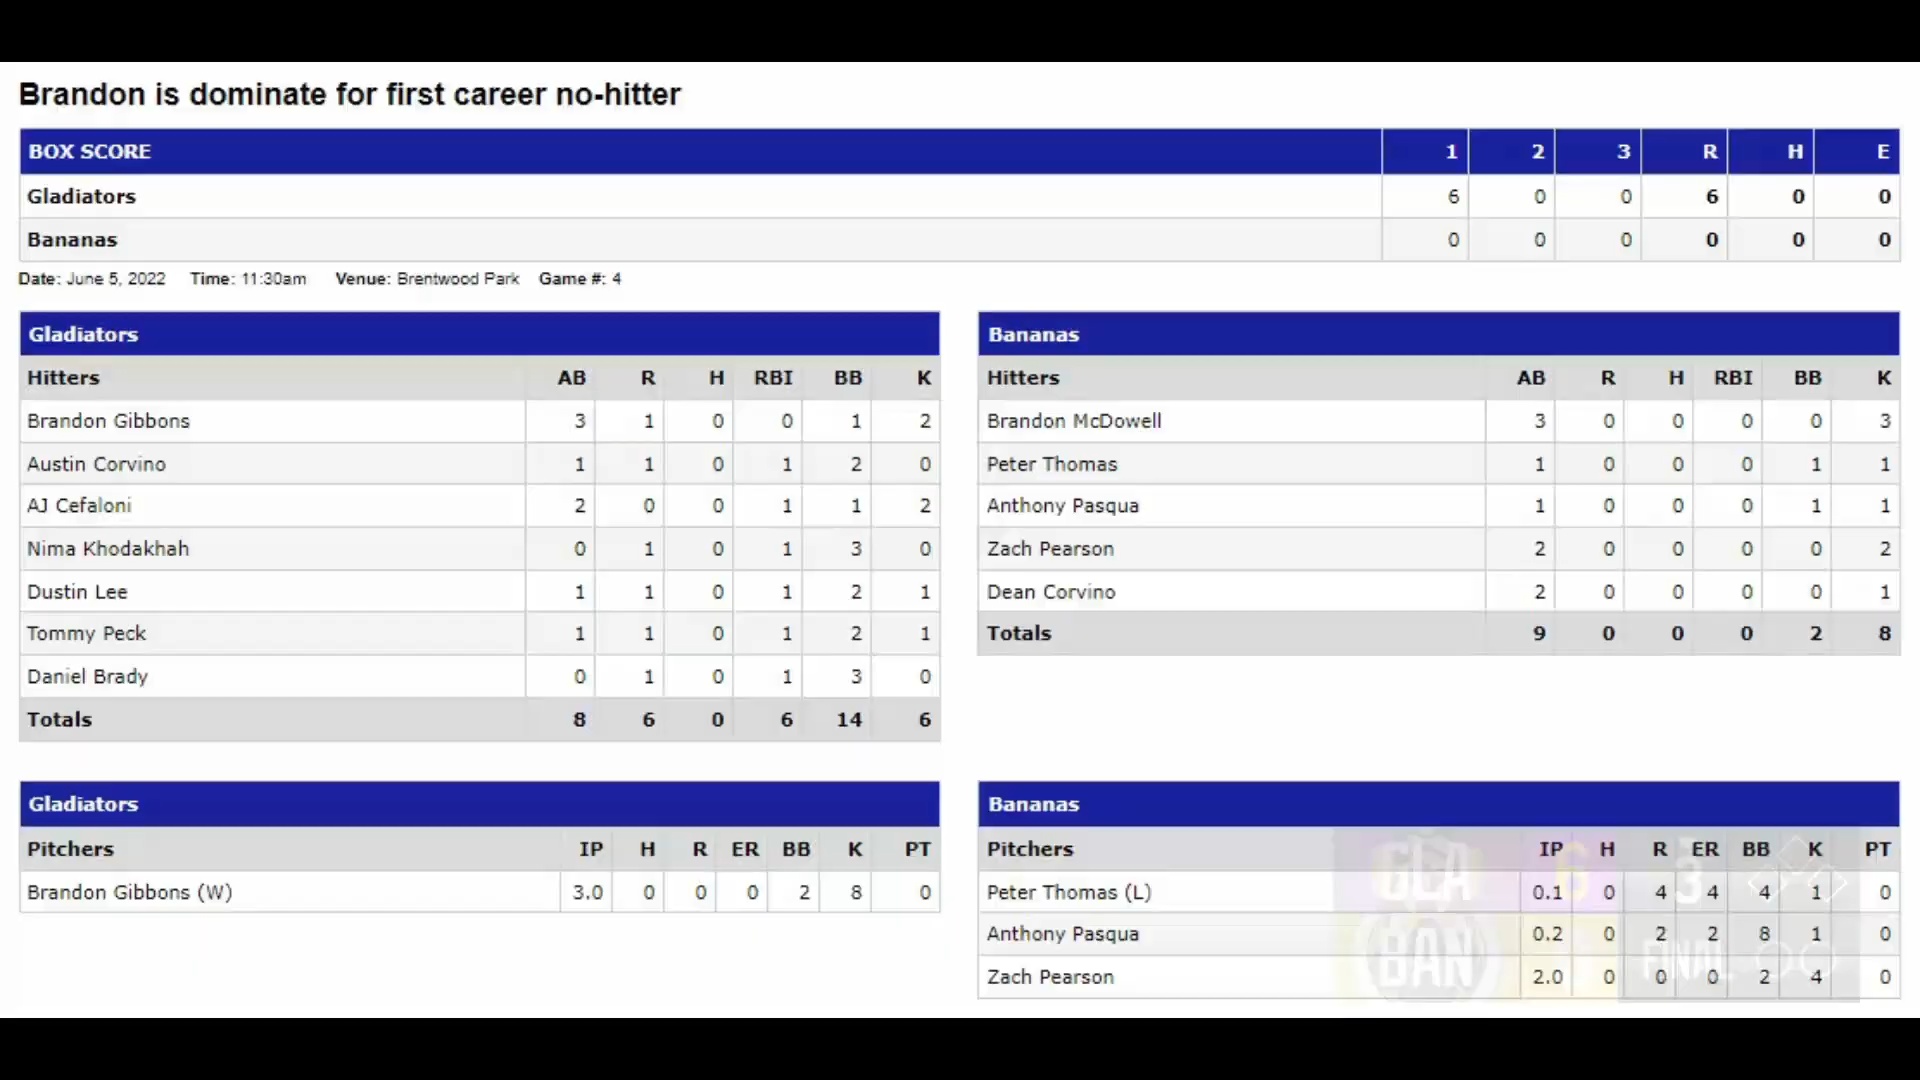 Brandon is dominate for first career no-hitter
BOX SCORE 1 2 3 R H E
Gladiators 6 0 0 6 0 0
Bananas 0 0 0 0 0 0
Date: June 5, 2022 Time: 11:30am Venue: Brentwood Park Game #: 4
Gladiators
Hitters AB R H RBI BB K
Brandon Gibbons 3 1 0 0 1 2
Austin Corvino 1 1 0 1 2 0
AJ Cefaloni 2 0 0 1 1 2
Nima Khodakhah 0 1 0 1 3 0
Dustin Lee 1 1 0 1 2 1
Tommy Peck 1 1 0 1 2 1
Daniel Brady 0 1 0 1 3 0
Totals 8 6 0 6 14 6
Bananas
Hitters AB R H RBI BB K
Brandon McDowell 3 0 0 0 0 3
Peter Thomas 1 0 0 0 1 1
Anthony Pasqua 1 0 0 0 1 1
Zach Pearson 2 0 0 0 0 2
Dean Corvino 2 0 0 0 0 1
Totals 9 0 0 0 2 8
Gladiators
Pitchers IP H R ER BB K PT
Brandon Gibbons (W) 3.0 0 0 0 2 8 0
Bananas
Pitchers IP H R ER BB K PT
Peter Thomas (L) 0.1 0 4 4 4 1 0
Anthony Pasqua 0.2 0 2 2 8 1 0
Zach Pearson 2.0 0 0 0 2 4 0
GLA 6 3
BAN FINAL